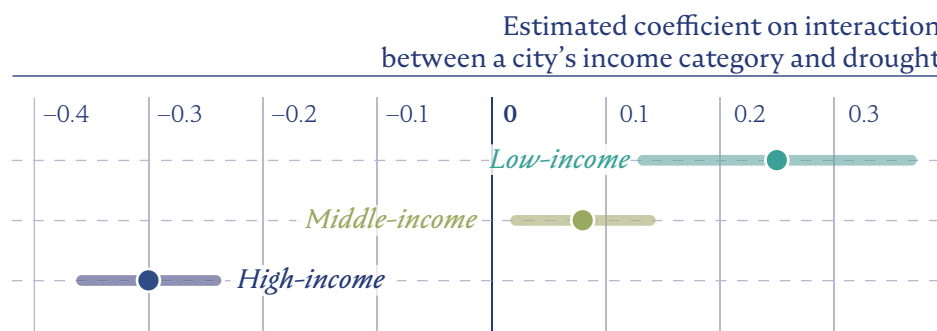 Estimated coefficient on interaction
between a city's income category and drought
–0.4 –0.3 –0.2 –0.1 0 0.1 0.2 0.3
Low-income
Middle-income
High-income